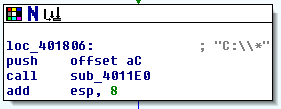 loc_401806: ; "C:\\*"
push offset aC
call sub_4011E0
add esp, 8